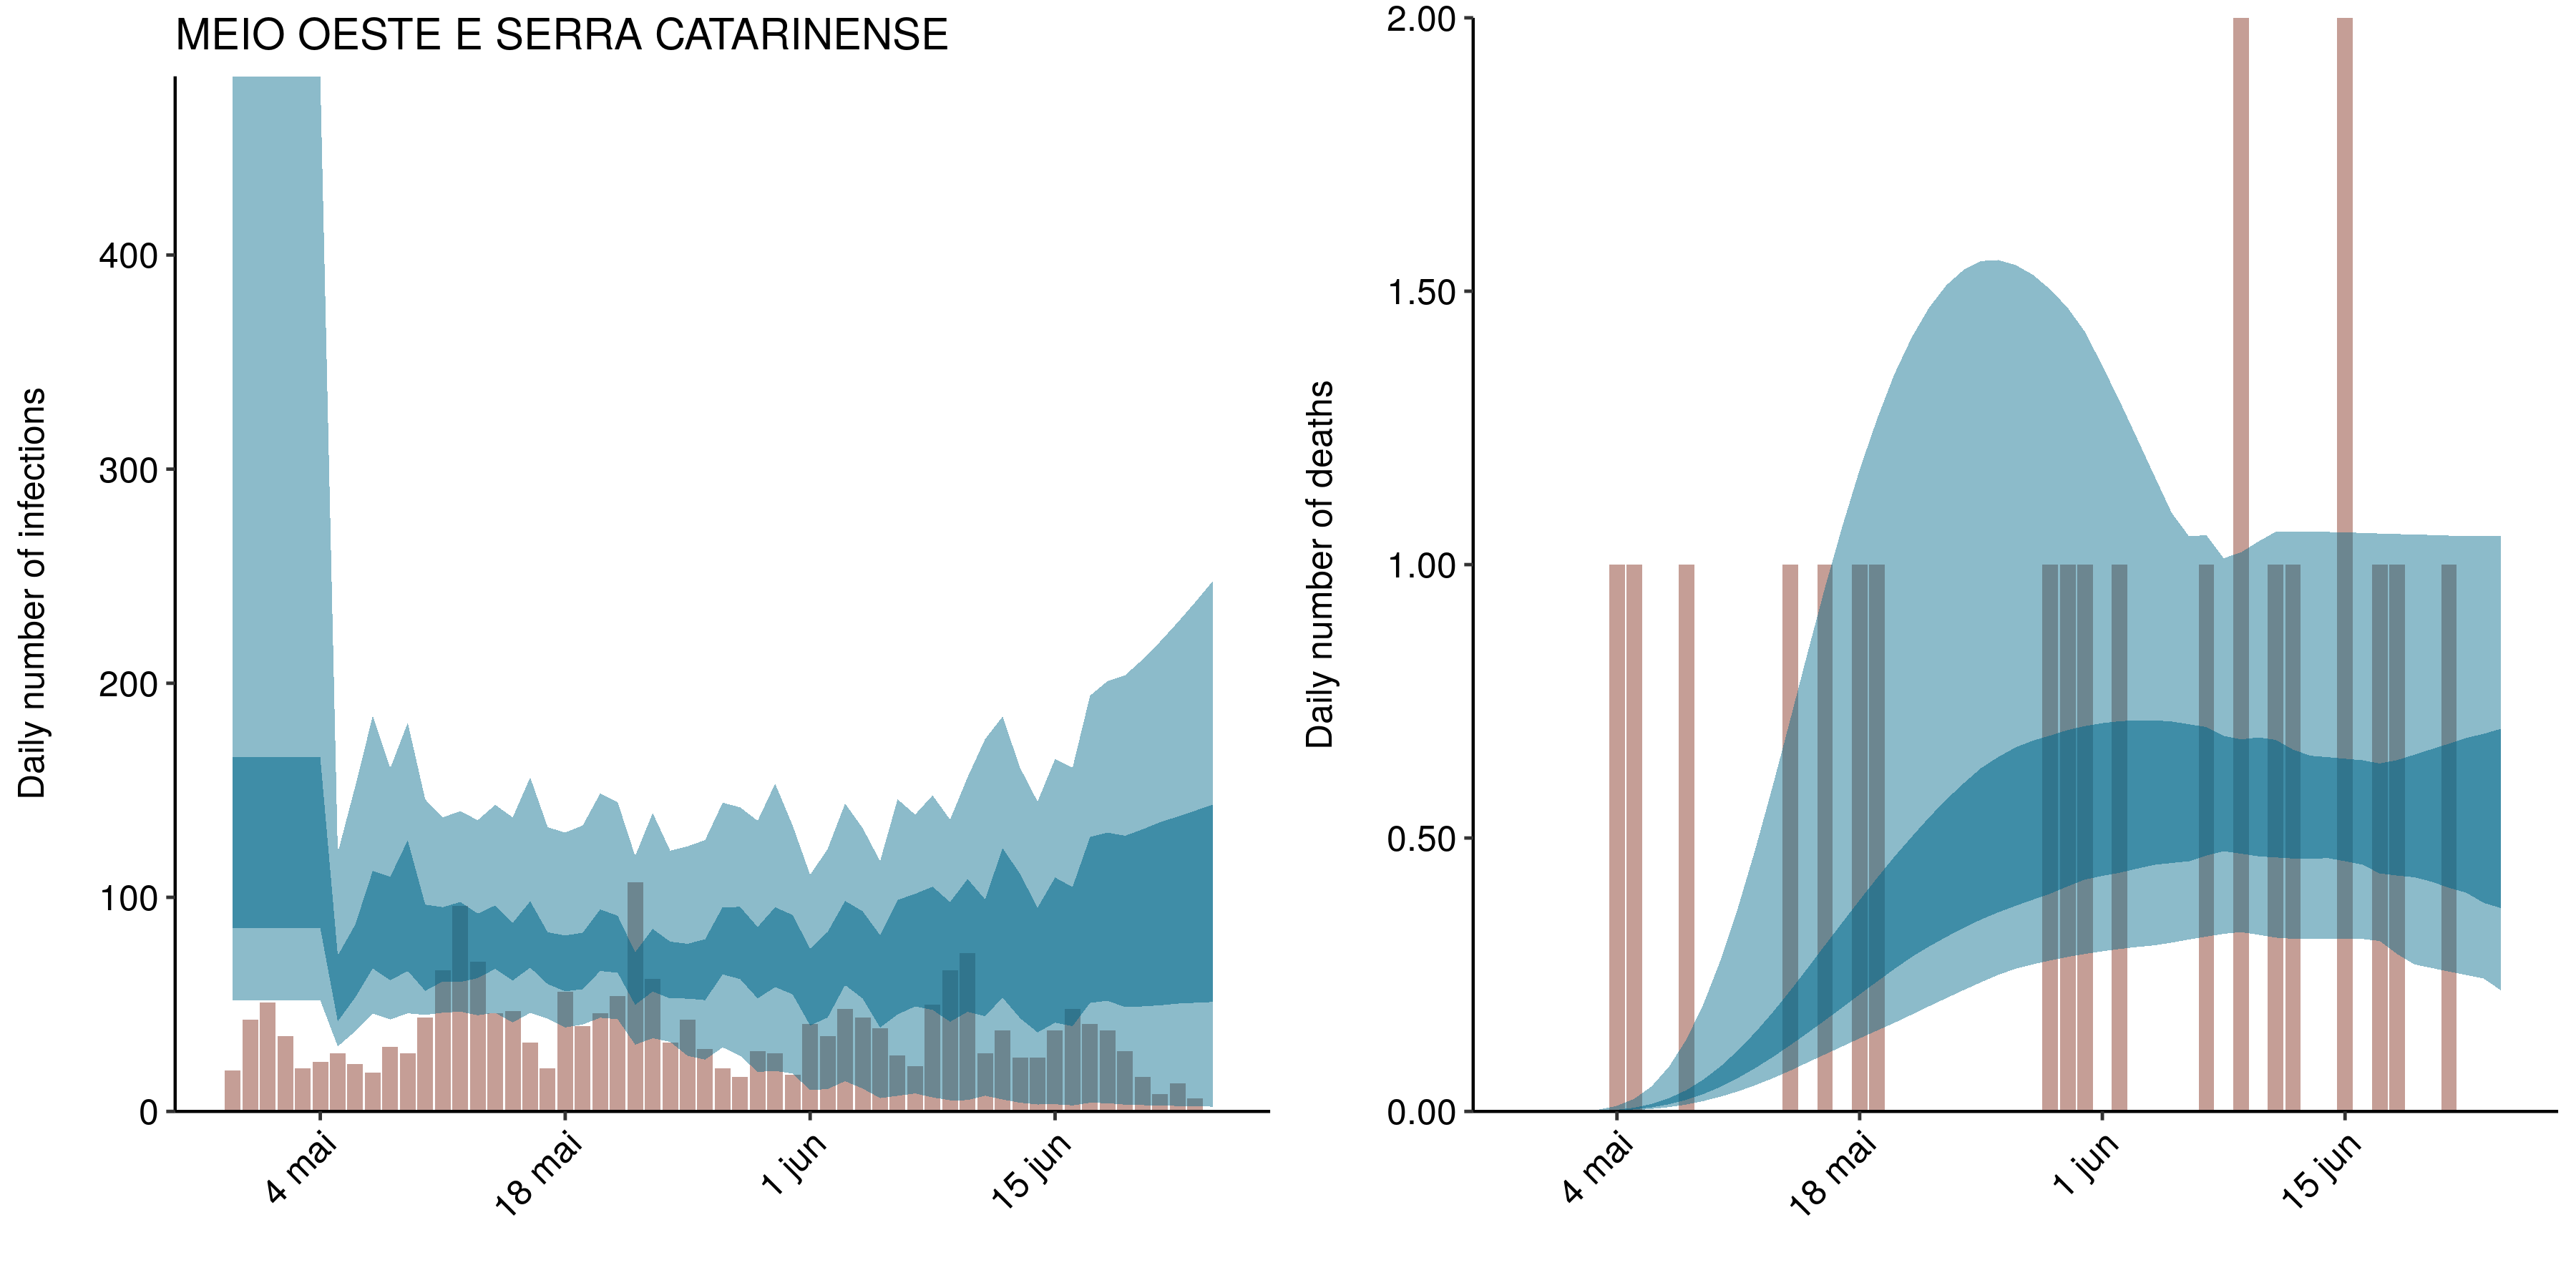 MEIO OESTE E SERRA CATARINENSE
Daily number of infections
400
300
200
100
0
4 mai
18 mai
1 jun
15 jun
Daily number of deaths
2.00
1.50
1.00
0.50
0.00
4 mai
18 mai
1 jun
15 jun